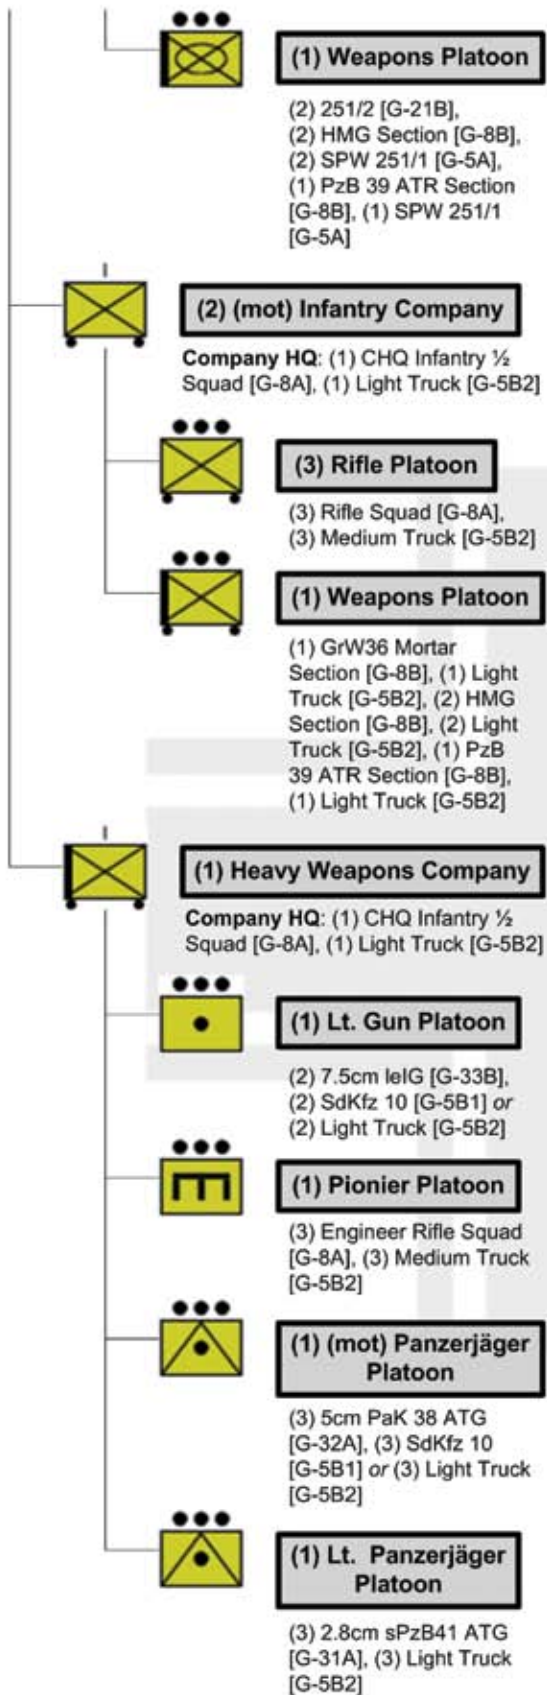 (1) Weapons Platoon
(2) 251/2 [G-21B],
(2) HMG Section [G-8B],
(2) SPW 251/1 [G-5A],
(1) PzB 39 ATR Section
[G-8B], (1) SPW 251/1
[G-5A]
(2) (mot) Infantry Company
Company HQ: (1) CHQ Infantry ½
Squad [G-8A], (1) Light Truck [G-5B2]
(3) Rifle Platoon
(3) Rifle Squad [G-8A],
(3) Medium Truck [G-5B2]
(1) Weapons Platoon
(1) GrW36 Mortar
Section [G-8B], (1) Light
Truck [G-5B2], (2) HMG
Section [G-8B], (2) Light
Truck [G-5B2], (1) PzB
39 ATR Section [G-8B],
(1) Light Truck [G-5B2]
(1) Heavy Weapons Company
Company HQ: (1) CHQ Infantry ½
Squad [G-8A], (1) Light Truck [G-5B2]
(1) Lt. Gun Platoon
(2) 7.5cm leIG [G-33B],
(2) SdKfz 10 [G-5B1] or
(2) Light Truck [G-5B2]
(1) Pionier Platoon
(3) Engineer Rifle Squad
[G-8A], (3) Medium Truck
[G-5B2]
(1) (mot) Panzerjäger
Platoon
(3) 5cm PaK 38 ATG
[G-32A], (3) SdKfz 10
[G-5B1] or (3) Light Truck
[G-5B2]
(1) Lt. Panzerjäger
Platoon
(3) 2.8cm sPzB41 ATG
[G-31A], (3) Light Truck
[G-5B2]